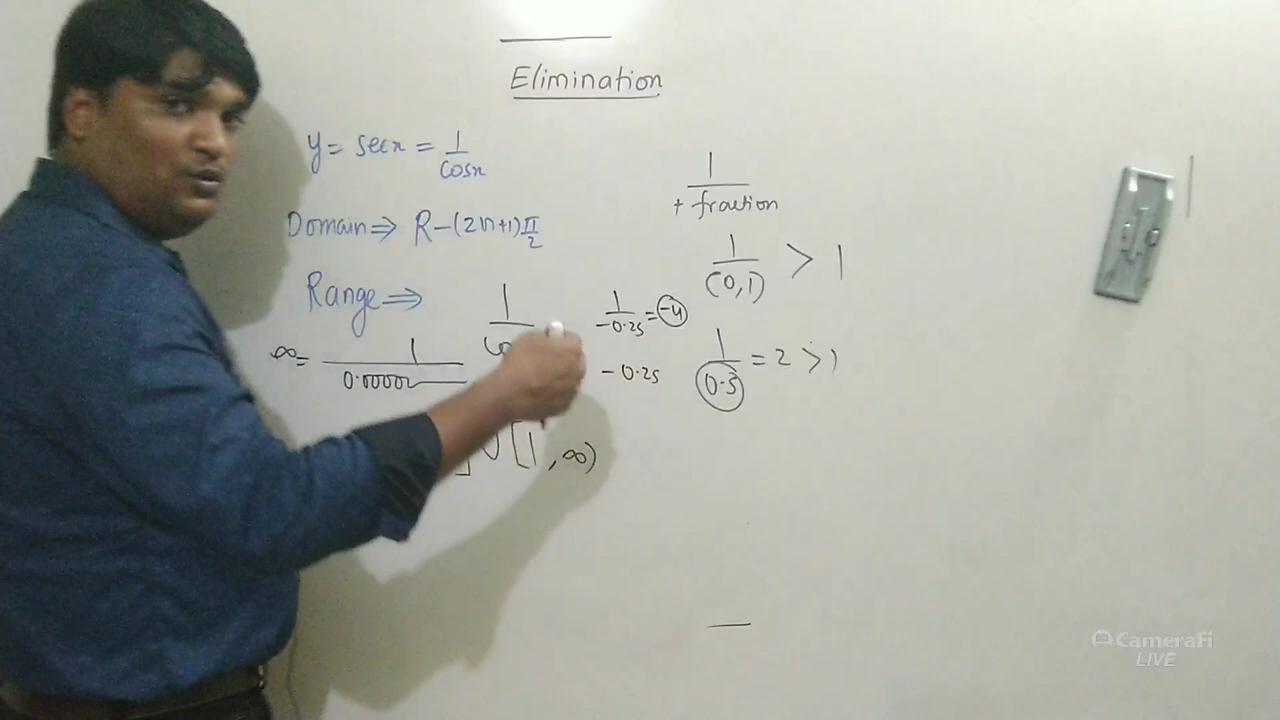 Elimination
y = secx = 1/cosx
Domain ⇒ R-(2n+1)π/2
Range ⇒
1
∞ = 1/0.00000
] ∪ [1, ∞)
1/-0.25 = -4
-0.25
1/+ fraction
1/(0,1) > 1
1/0.5 = 2 > 1
CameraFi
LIVE